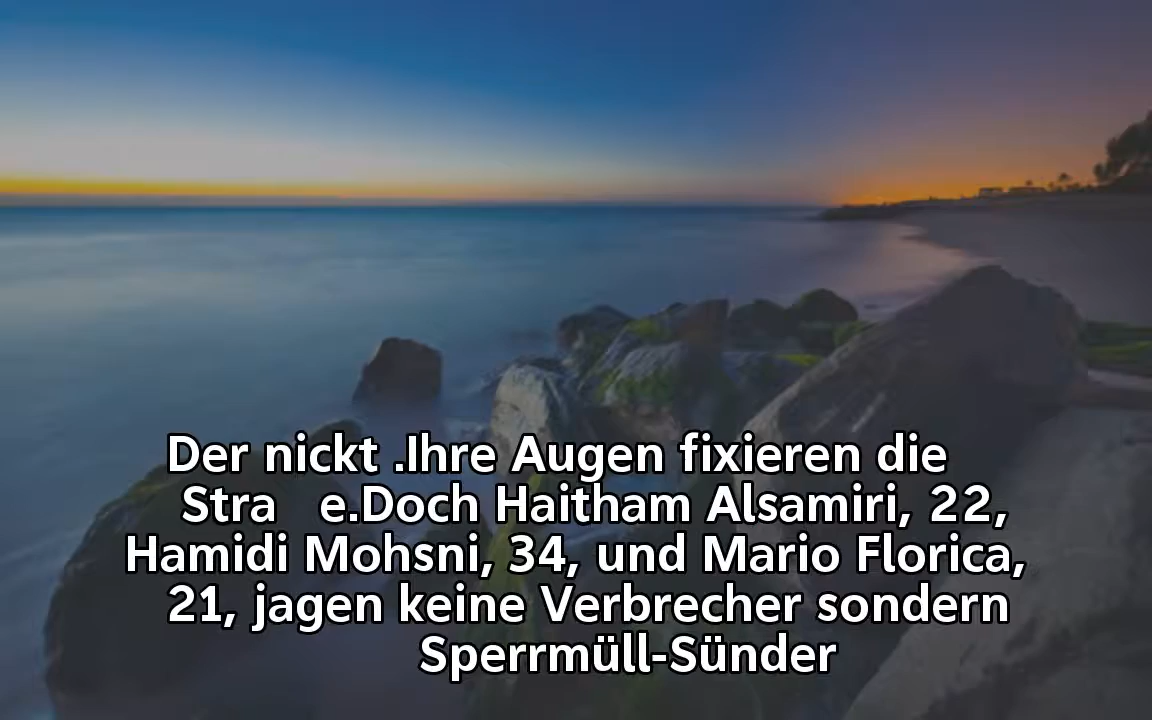 Der nickt .Ihre Augen fixieren die
Stra e.Doch Haitham Alsamiri, 22,
Hamidi Mohsni, 34, und Mario Florica,
21, jagen keine Verbrecher sondern
Sperrmüll-Sünder